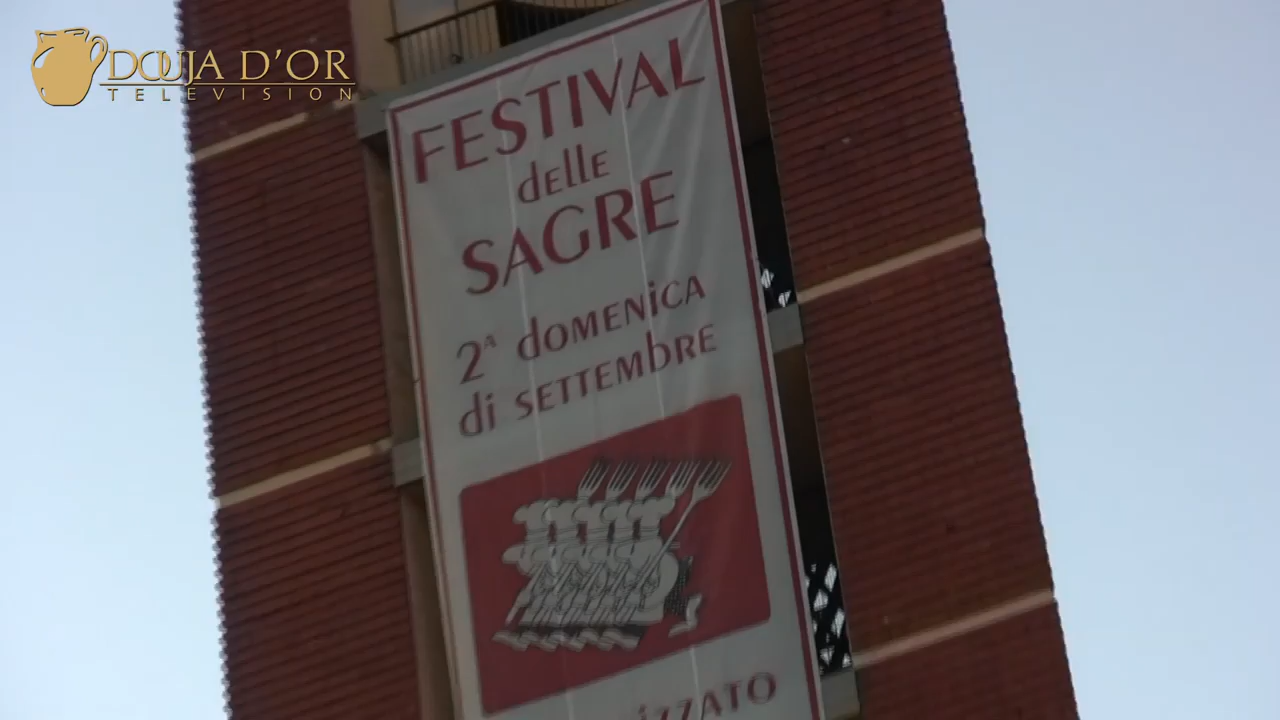 DOUJA D'OR
TELEVISION
FESTIVAL
delle
SAGRE
2A dOMENiCA
di SETTEMbRE